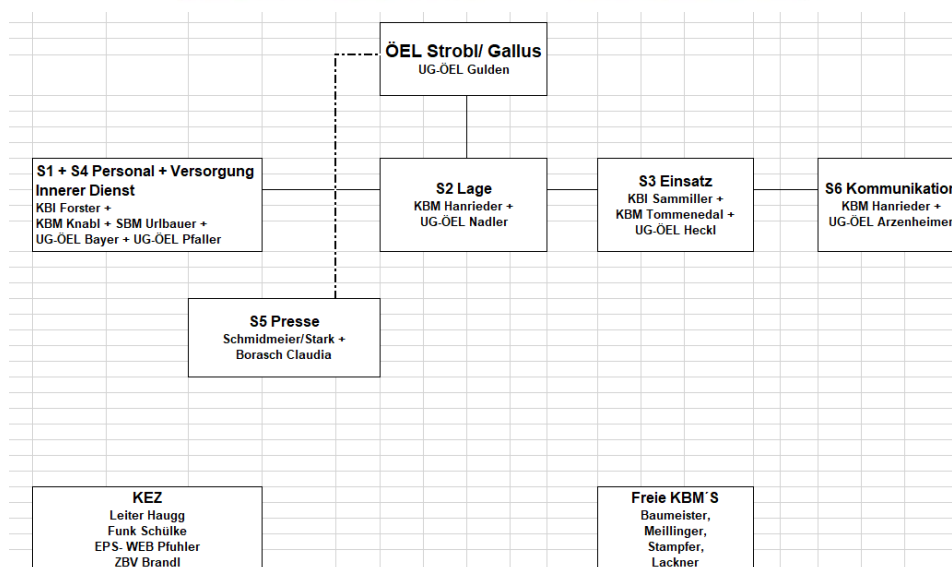 ÖEL Strobl/ Gallus
UG-ÖEL Gulden
S1 + S4 Personal + Versorgung
Innerer Dienst
KBI Forster +
KBM Knabl + SBM Urlbauer +
UG-ÖEL Bayer + UG-ÖEL Pfaller
S2 Lage
KBM Hanrieder +
UG-ÖEL Nadler
S3 Einsatz
KBI Sammiller +
KBM Tommenedal +
UG-ÖEL Heckl
S6 Kommunikation
KBM Hanrieder +
UG-ÖEL Arzenheimer
S5 Presse
Schmidmeier/Stark +
Borasch Claudia
KEZ
Leiter Haugg
Funk Schülke
EPS- WEB Pfuhler
ZBV Brandl
Freie KBM´S
Baumeister,
Meillinger,
Stampfer,
Lackner